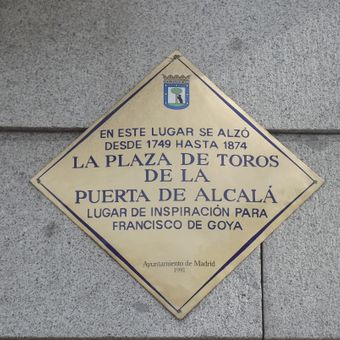 EN ESTE LUGAR SE ALZÓ
DESDE 1749 HASTA 1874
LA PLAZA DE TOROS
DE LA
PUERTA DE ALCALÁ
LUGAR DE INSPIRACIÓN PARA
FRANCISCO DE GOYA
Ayuntamiento de Madrid
1991